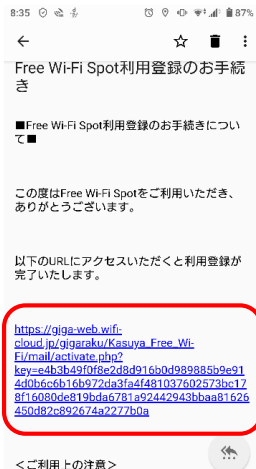 8:35
87%
Free Wi-Fi Spot利用登録のお手続
き
■Free Wi-Fi Spot利用登録のお手続きについ
て■
この度はFree Wi-Fi Spotをご利用いただき、
ありがとうございます。
以下のURLにアクセスいただくと利用登録が
完了いたします。
https://giga-web.wifi-
cloud.jp/gigaraku/Kasuya_Free_Wi-
Fi/mail/activate.php?
key=e4b3b49f0f8e2d8d916b0d989885b9e91
4d0b6c6b16b972da3fa4f481037602573bc17
8f16080de819bda6781a92442943bbaa81626
450d82c892674a2277b0a
<ご利用上の注意>